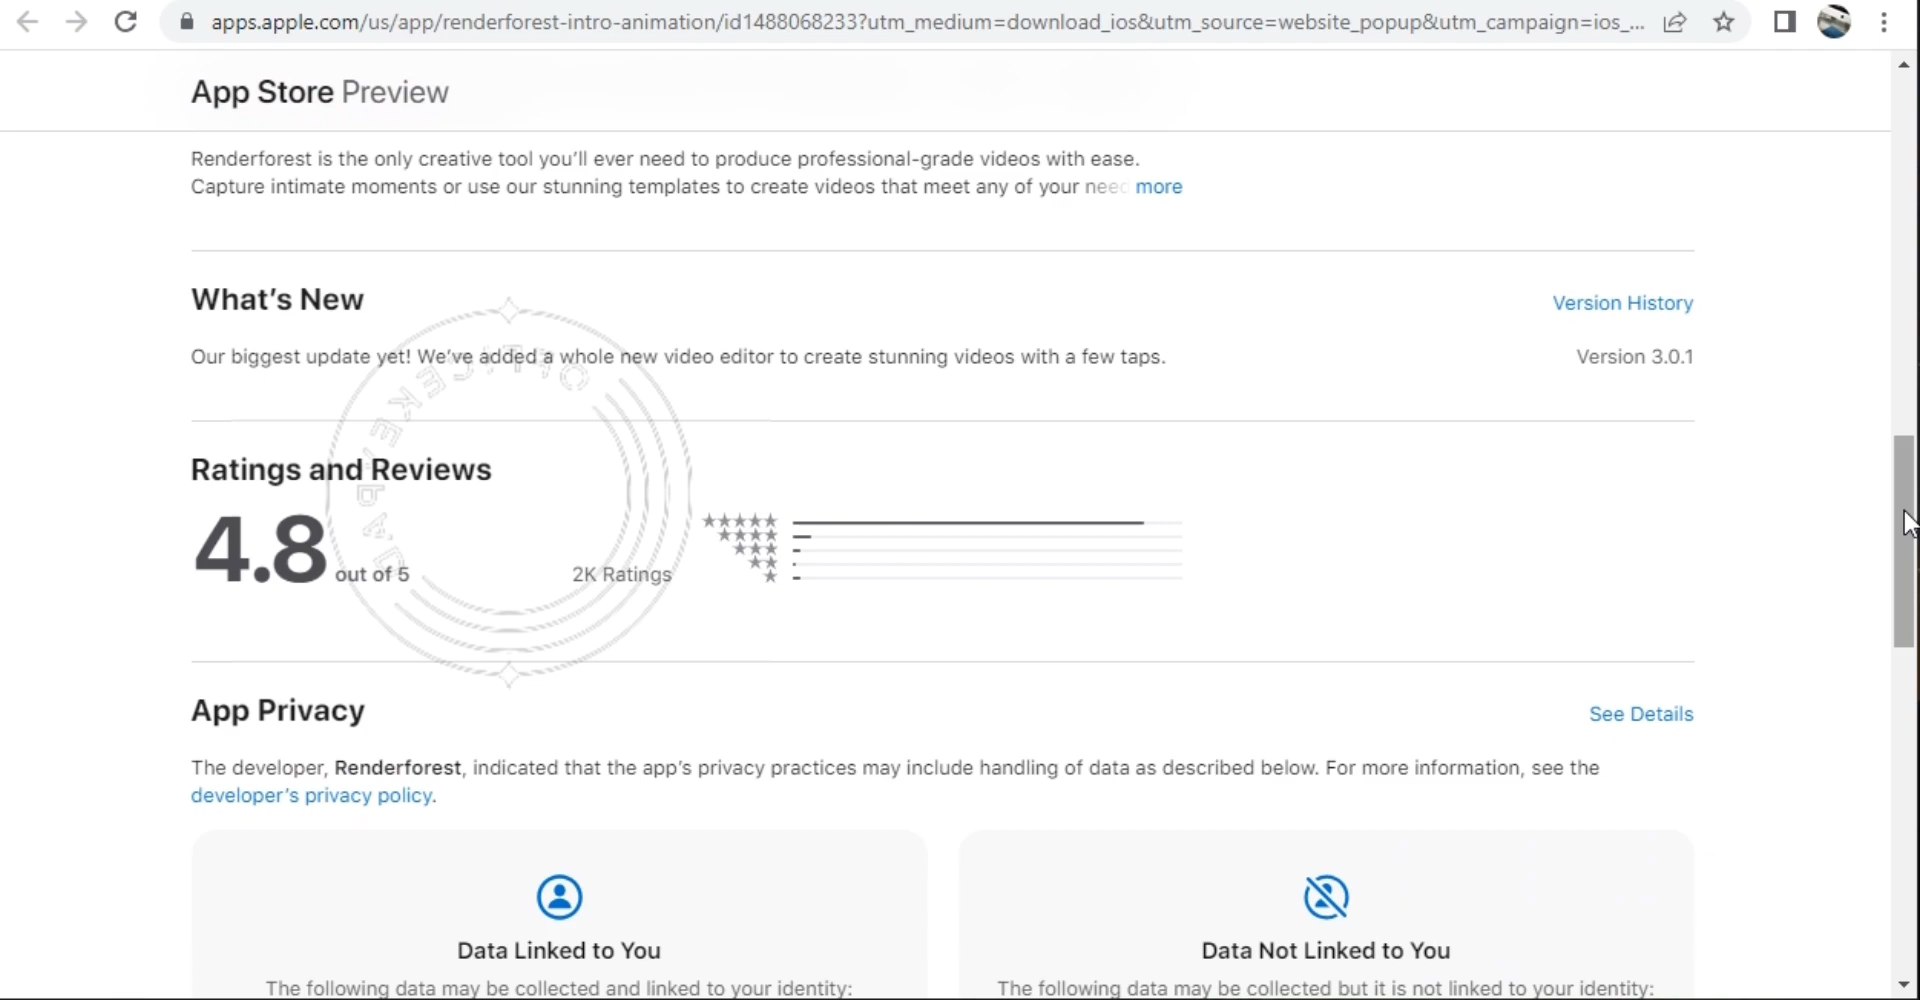 apps.apple.com/us/app/renderforest-intro-animation/id1488068233?utm_medium=download_ios&utm_source=website_popup&utm_campaign=ios_...
App Store Preview
Renderforest is the only creative tool you’ll ever need to produce professional-grade videos with ease.
Capture intimate moments or use our stunning templates to create videos that meet any of your need more
What’s New
Version History
Our biggest update yet! We’ve added a whole new video editor to create stunning videos with a few taps.
Version 3.0.1
Ratings and Reviews
4.8 out of 5
2K Ratings
App Privacy
See Details
The developer, Renderforest, indicated that the app’s privacy practices may include handling of data as described below. For more information, see the
developer’s privacy policy.
Data Linked to You
Data Not Linked to You
The following data may be collected and linked to your identity:
The following data may be collected but it is not linked to your identity: